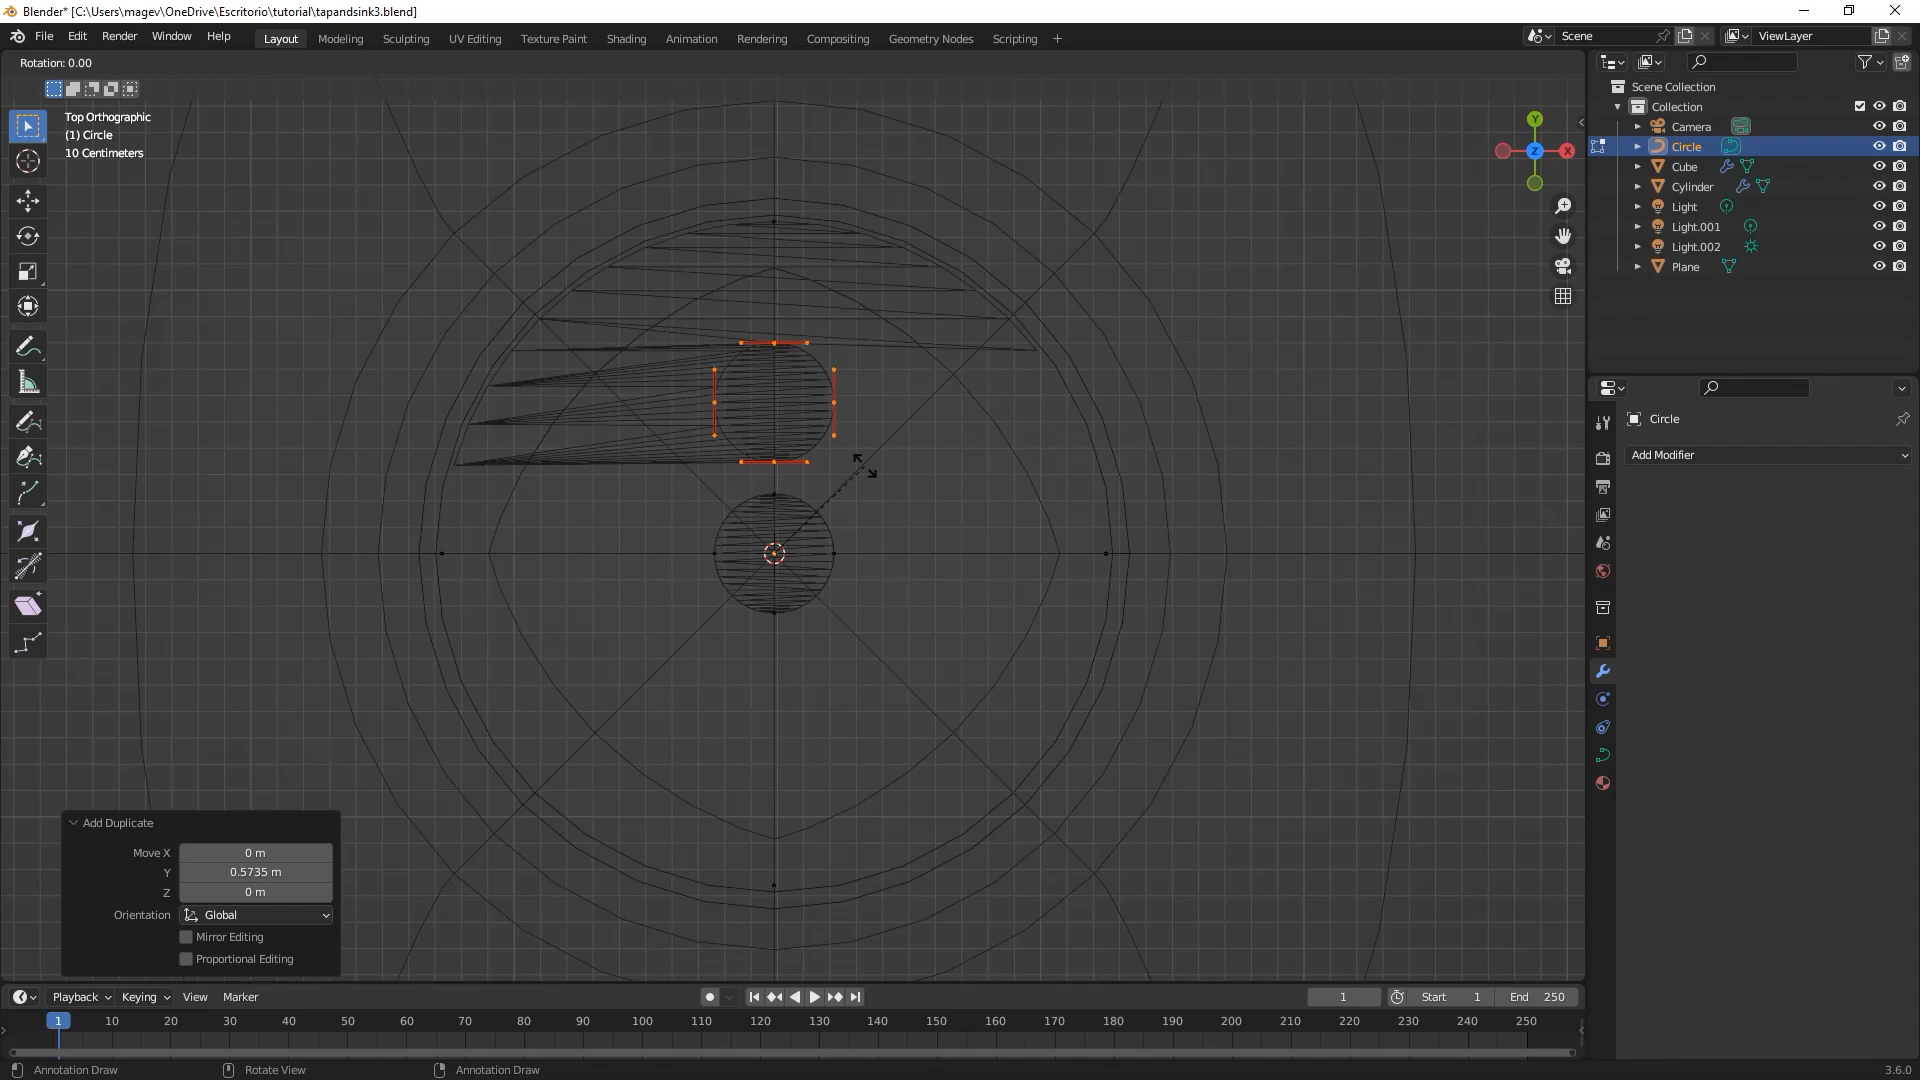 Blender* [C:\Users\magev\OneDrive\Escritorio\tutorial\tapandsink3.blend]
File Edit Render Window Help Layout Modeling Sculpting UV Editing Texture Paint Shading Animation Rendering Compositing Geometry Nodes Scripting + Scene ViewLayer
Rotation: 0.00
Top Orthographic
(1) Circle
10 Centimeters
Y
Z
X
Scene Collection
Collection
Camera
Circle
Cube
Cylinder
Light
Light.001
Light.002
Plane
Circle
Add Modifier
Add Duplicate
Move X 0 m
Y 0.5735 m
Z 0 m
Orientation Global
Mirror Editing
Proportional Editing
Playback Keying View Marker 1 Start 1 End 250
1 10 20 30 40 50 60 70 80 90 100 110 120 130 140 150 160 170 180 190 200 210 220 230 240 250
Annotation Draw Rotate View Annotation Draw 3.6.0